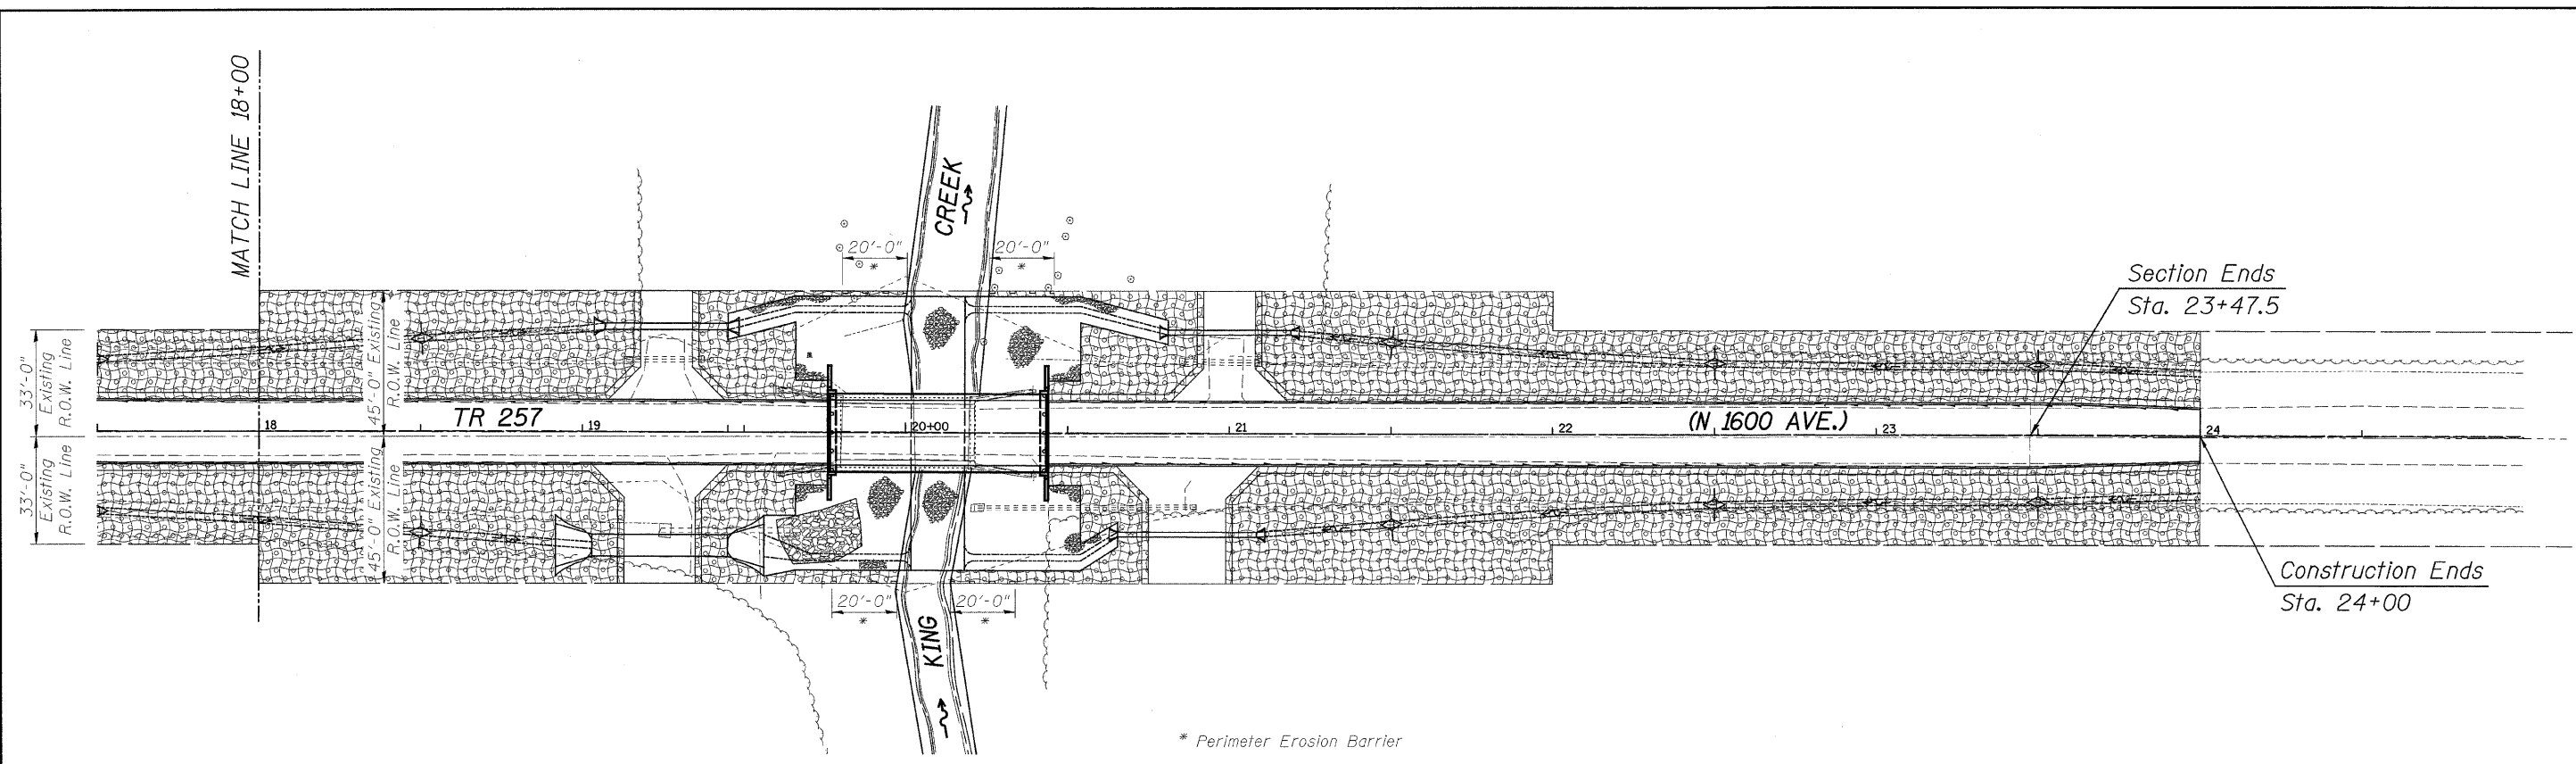 MATCH LINE 18+00
CREEK
20'-0"
*
20'-0"
*
Section Ends
Sta. 23+47.5
33'-0"
Existing
R.O.W. Line
45'-0" Existing
R.O.W. Line
18
TR 257
19
20+00
21
22
(N 1600 AVE.)
23
24
33'-0"
Existing
R.O.W. Line
45'-0" Existing
R.O.W. Line
Construction Ends
Sta. 24+00
20'-0"
*
20'-0"
*
KING
* Perimeter Erosion Barrier